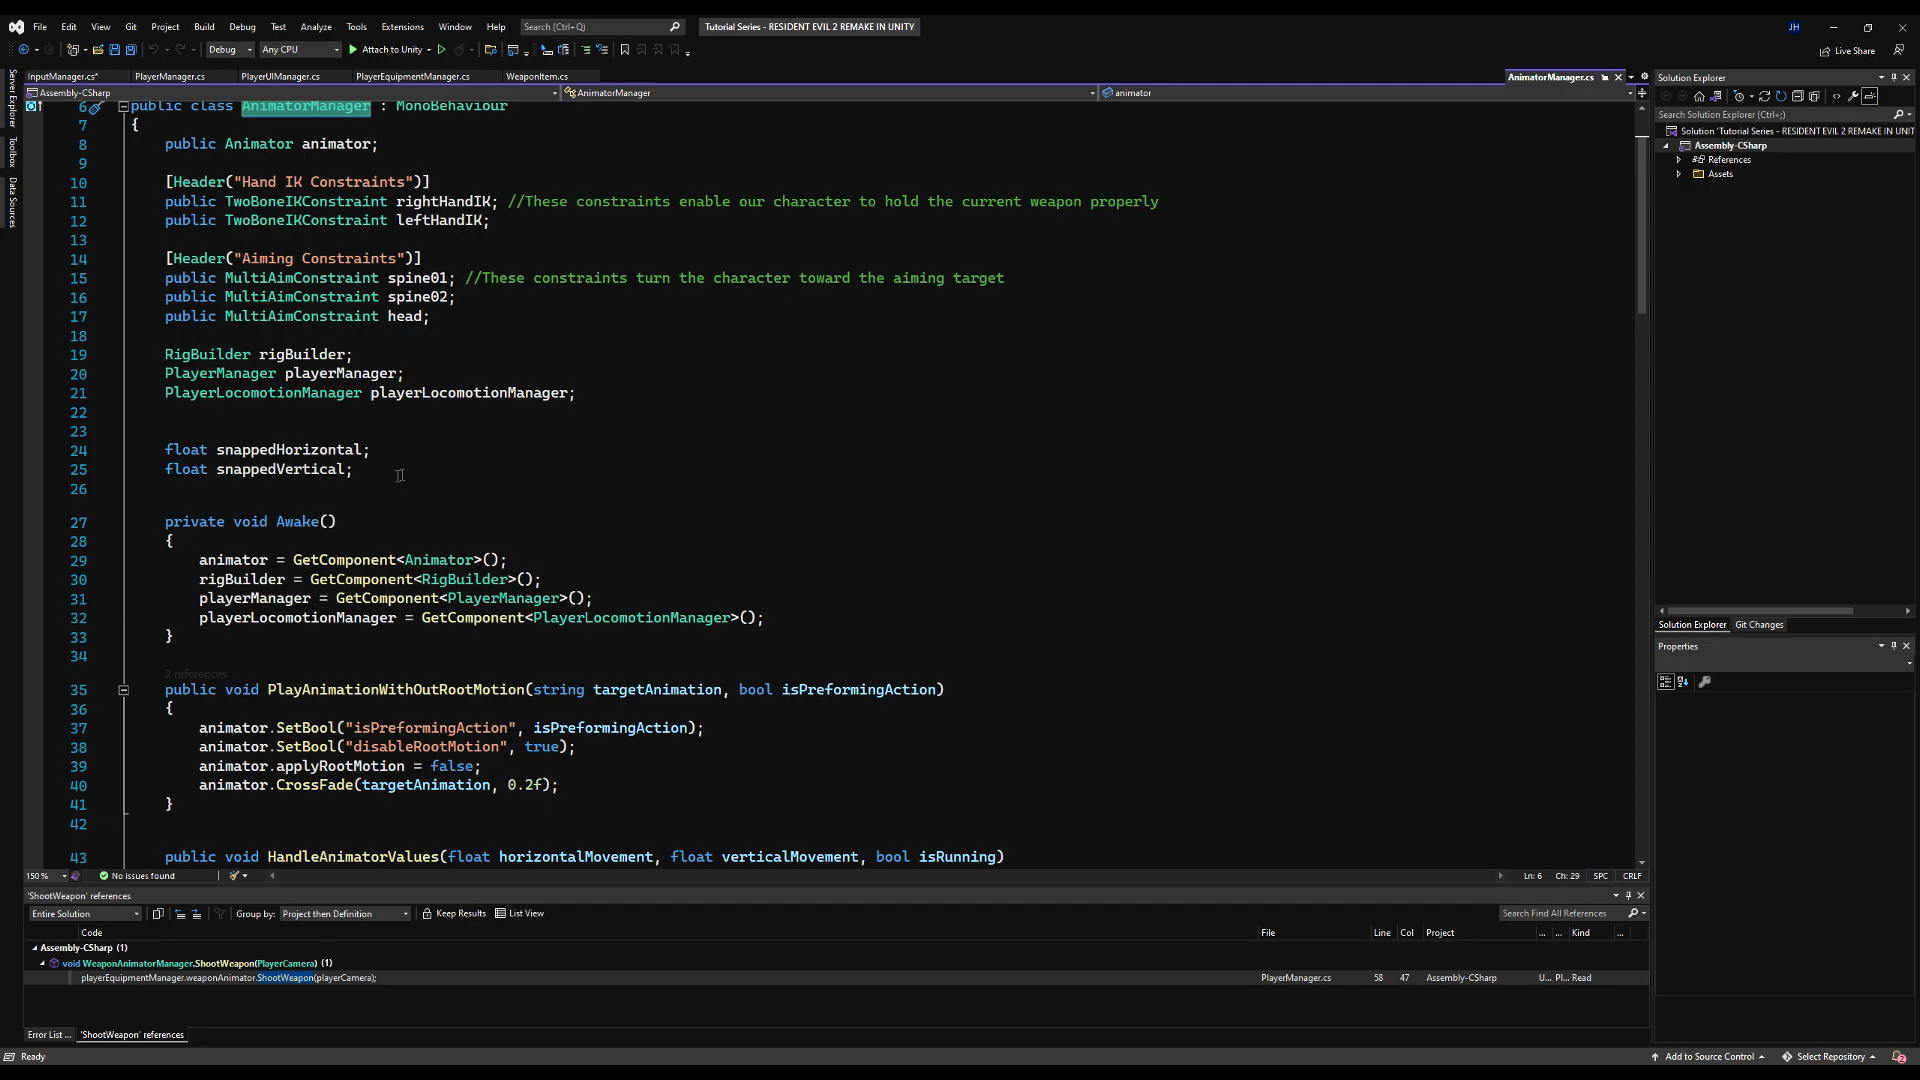 File Edit View Git Project Build Debug Test Analyze Tools Extensions Window Help Search (Ctrl+Q) Tutorial Series - RESIDENT EVIL 2 REMAKE IN UNITY JH
Debug Any CPU Attach to Unity Live Share
InputManager.cs* PlayerManager.cs PlayerUIManager.cs PlayerEquipmentManager.cs WeaponItem.cs AnimatorManager.cs
Assembly-CSharp AnimatorManager animator
Server Explorer
Toolbox
Data Sources
6 public class AnimatorManager : MonoBehaviour
7 {
8 public Animator animator;
9
10 [Header("Hand IK Constraints")]
11 public TwoBoneIKConstraint rightHandIK; //These constraints enable our character to hold the current weapon properly
12 public TwoBoneIKConstraint leftHandIK;
13
14 [Header("Aiming Constraints")]
15 public MultiAimConstraint spine01; //These constraints turn the character toward the aiming target
16 public MultiAimConstraint spine02;
17 public MultiAimConstraint head;
18
19 RigBuilder rigBuilder;
20 PlayerManager playerManager;
21 PlayerLocomotionManager playerLocomotionManager;
22
23
24 float snappedHorizontal;
25 float snappedVertical;
26
27 private void Awake()
28 {
29 animator = GetComponent<Animator>();
30 rigBuilder = GetComponent<RigBuilder>();
31 playerManager = GetComponent<PlayerManager>();
32 playerLocomotionManager = GetComponent<PlayerLocomotionManager>();
33 }
34
2 references
35 public void PlayAnimationWithOutRootMotion(string targetAnimation, bool isPreformingAction)
36 {
37 animator.SetBool("isPreformingAction", isPreformingAction);
38 animator.SetBool("disableRootMotion", true);
39 animator.applyRootMotion = false;
40 animator.CrossFade(targetAnimation, 0.2f);
41 }
42
43 public void HandleAnimatorValues(float horizontalMovement, float verticalMovement, bool isRunning)
150 % No issues found Ln: 6 Ch: 29 SPC CRLF
'ShootWeapon' references
Entire Solution Group by: Project then Definition Keep Results List View Search Find All References
Code File Line Col Project ... ... Kind ...
Assembly-CSharp (1)
void WeaponAnimatorManager.ShootWeapon(PlayerCamera) (1)
playerEquipmentManager.weaponAnimator.ShootWeapon(playerCamera); PlayerManager.cs 58 47 Assembly-CSharp U... Pl... Read
Error List ... 'ShootWeapon' references
Ready Add to Source Control Select Repository 2
Solution Explorer
Search Solution Explorer (Ctrl+;)
Solution 'Tutorial Series - RESIDENT EVIL 2 REMAKE IN UNIT
Assembly-CSharp
References
Assets
Solution Explorer Git Changes
Properties